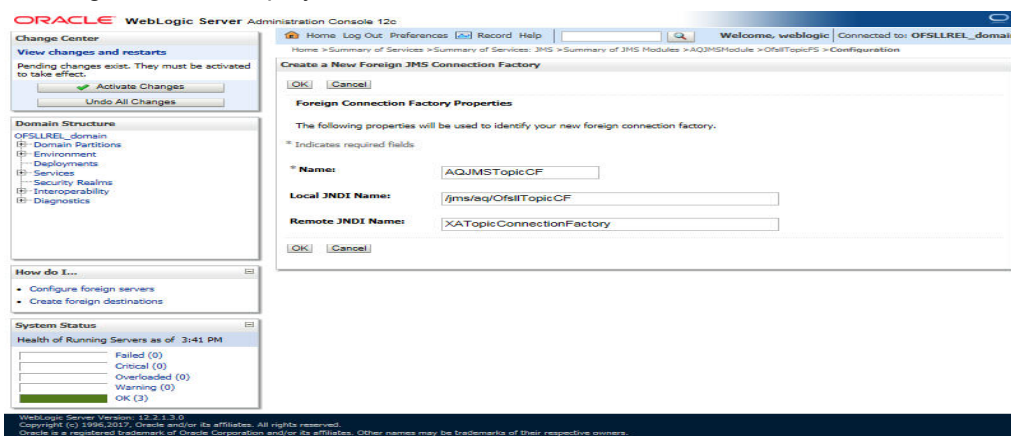 ORACLE WebLogic Server Administration Console 12c
Change Center
View changes and restarts
Pending changes exist. They must be activated
to take effect.
Activate Changes
Undo All Changes
Domain Structure
OFSLLREL_domain
Domain Partitions
Environment
Deployments
Services
Security Realms
Interoperability
Diagnostics
How do I...
Configure foreign servers
Create foreign destinations
System Status
Health of Running Servers as of 3:41 PM
Failed (0)
Critical (0)
Overloaded (0)
Warning (0)
OK (3)
Home Log Out Preferences Record Help
Welcome, weblogic Connected to: OFSLLREL_domai
Home >Summary of Services >Summary of Services: JMS >Summary of JMS Modules >AQJMSModule >OfsllTopicFS >Configuration
Create a New Foreign JMS Connection Factory
OK Cancel
Foreign Connection Factory Properties
The following properties will be used to identify your new foreign connection factory.
* Indicates required fields
* Name: AQJMSTopicCF
Local JNDI Name: /jms/aq/OfsllTopicCF
Remote JNDI Name: XATopicConnectionFactory
OK Cancel
WebLogic Server Version: 12.2.1.3.0
Copyright (c) 1996,2017, Oracle and/or its affiliates. All rights reserved.
Oracle is a registered trademark of Oracle Corporation and/or its affiliates. Other names may be trademarks of their respective owners.